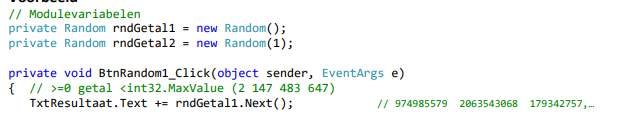 // Modulevariabelen
private Random rndGetal1 = new Random();
private Random rndGetal2 = new Random(1);
private void BtnRandom1_Click(object sender, EventArgs e)
{ // >=0 getal <int32.MaxValue (2 147 483 647)
TxtResultaat.Text += rndGetal1.Next(); // 974985579 2063543068 179342757,…